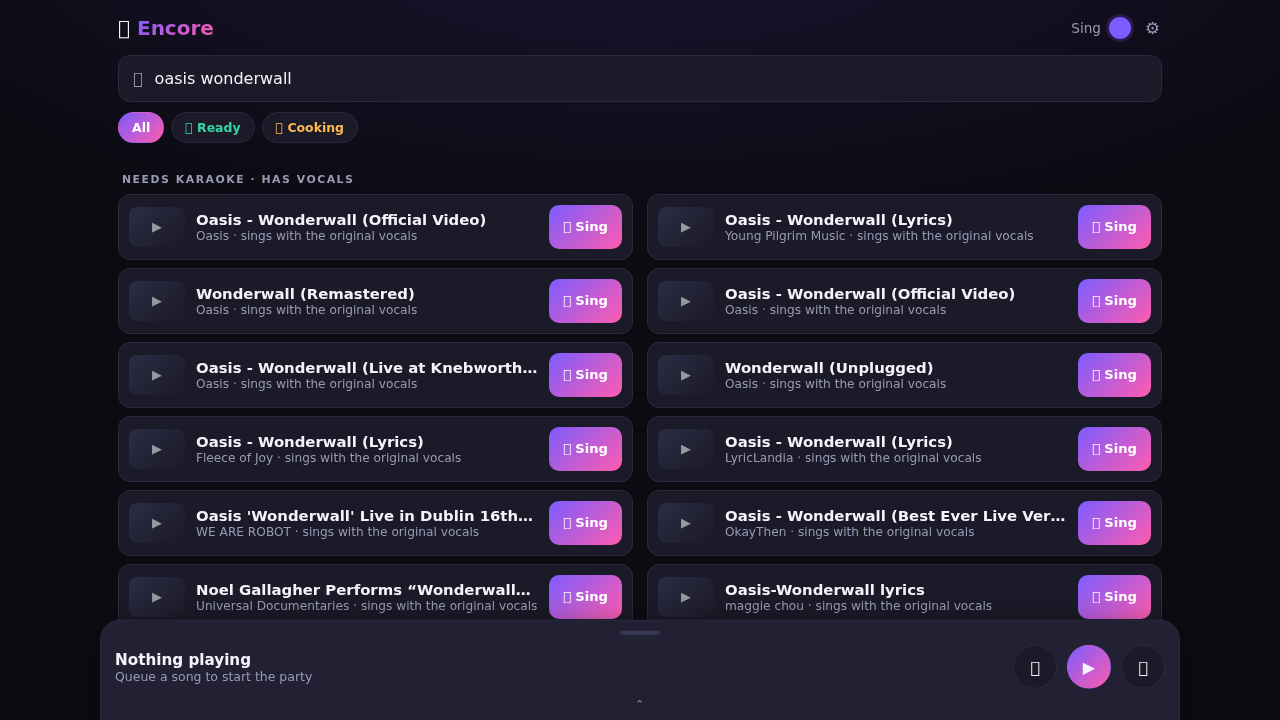 Encore
Sing
oasis wonderwall
All
Ready
Cooking
NEEDS KARAOKE · HAS VOCALS
Oasis - Wonderwall (Official Video)
Oasis · sings with the original vocals
Sing
Oasis - Wonderwall (Lyrics)
Young Pilgrim Music · sings with the original vocals
Sing
Wonderwall (Remastered)
Oasis · sings with the original vocals
Sing
Oasis - Wonderwall (Official Video)
Oasis · sings with the original vocals
Sing
Oasis - Wonderwall (Live at Knebworth…
Oasis · sings with the original vocals
Sing
Wonderwall (Unplugged)
Oasis · sings with the original vocals
Sing
Oasis - Wonderwall (Lyrics)
Fleece of Joy · sings with the original vocals
Sing
Oasis - Wonderwall (Lyrics)
LyricLandia · sings with the original vocals
Sing
Oasis 'Wonderwall' Live in Dublin 16th…
WE ARE ROBOT · sings with the original vocals
Sing
Oasis - Wonderwall (Best Ever Live Ver…
OkayThen · sings with the original vocals
Sing
Noel Gallagher Performs “Wonderwall…
Universal Documentaries · sings with the original vocals
Sing
Oasis-Wonderwall lyrics
maggie chou · sings with the original vocals
Sing
Nothing playing
Queue a song to start the party